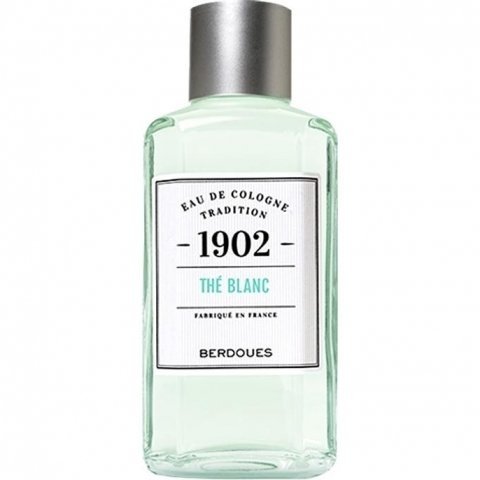 EAU DE COLOGNE
TRADITION
- 1902 -
THÉ BLANC
FABRIQUÉ EN FRANCE
BERDOUES